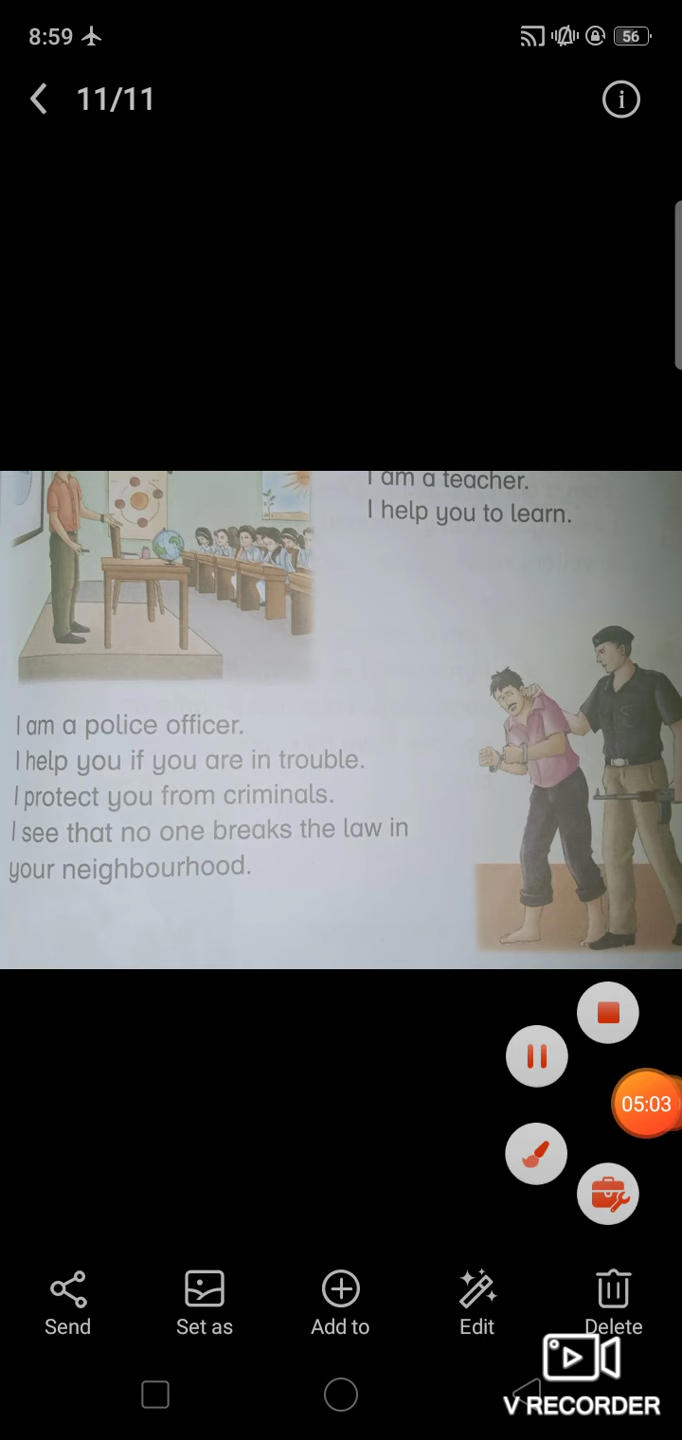 8:59
56
11/11
I am a teacher.
I help you to learn.
I am a police officer.
I help you if you are in trouble.
I protect you from criminals.
I see that no one breaks the law in
your neighbourhood.
05:03
Send
Set as
Add to
Edit
Delete
V RECORDER